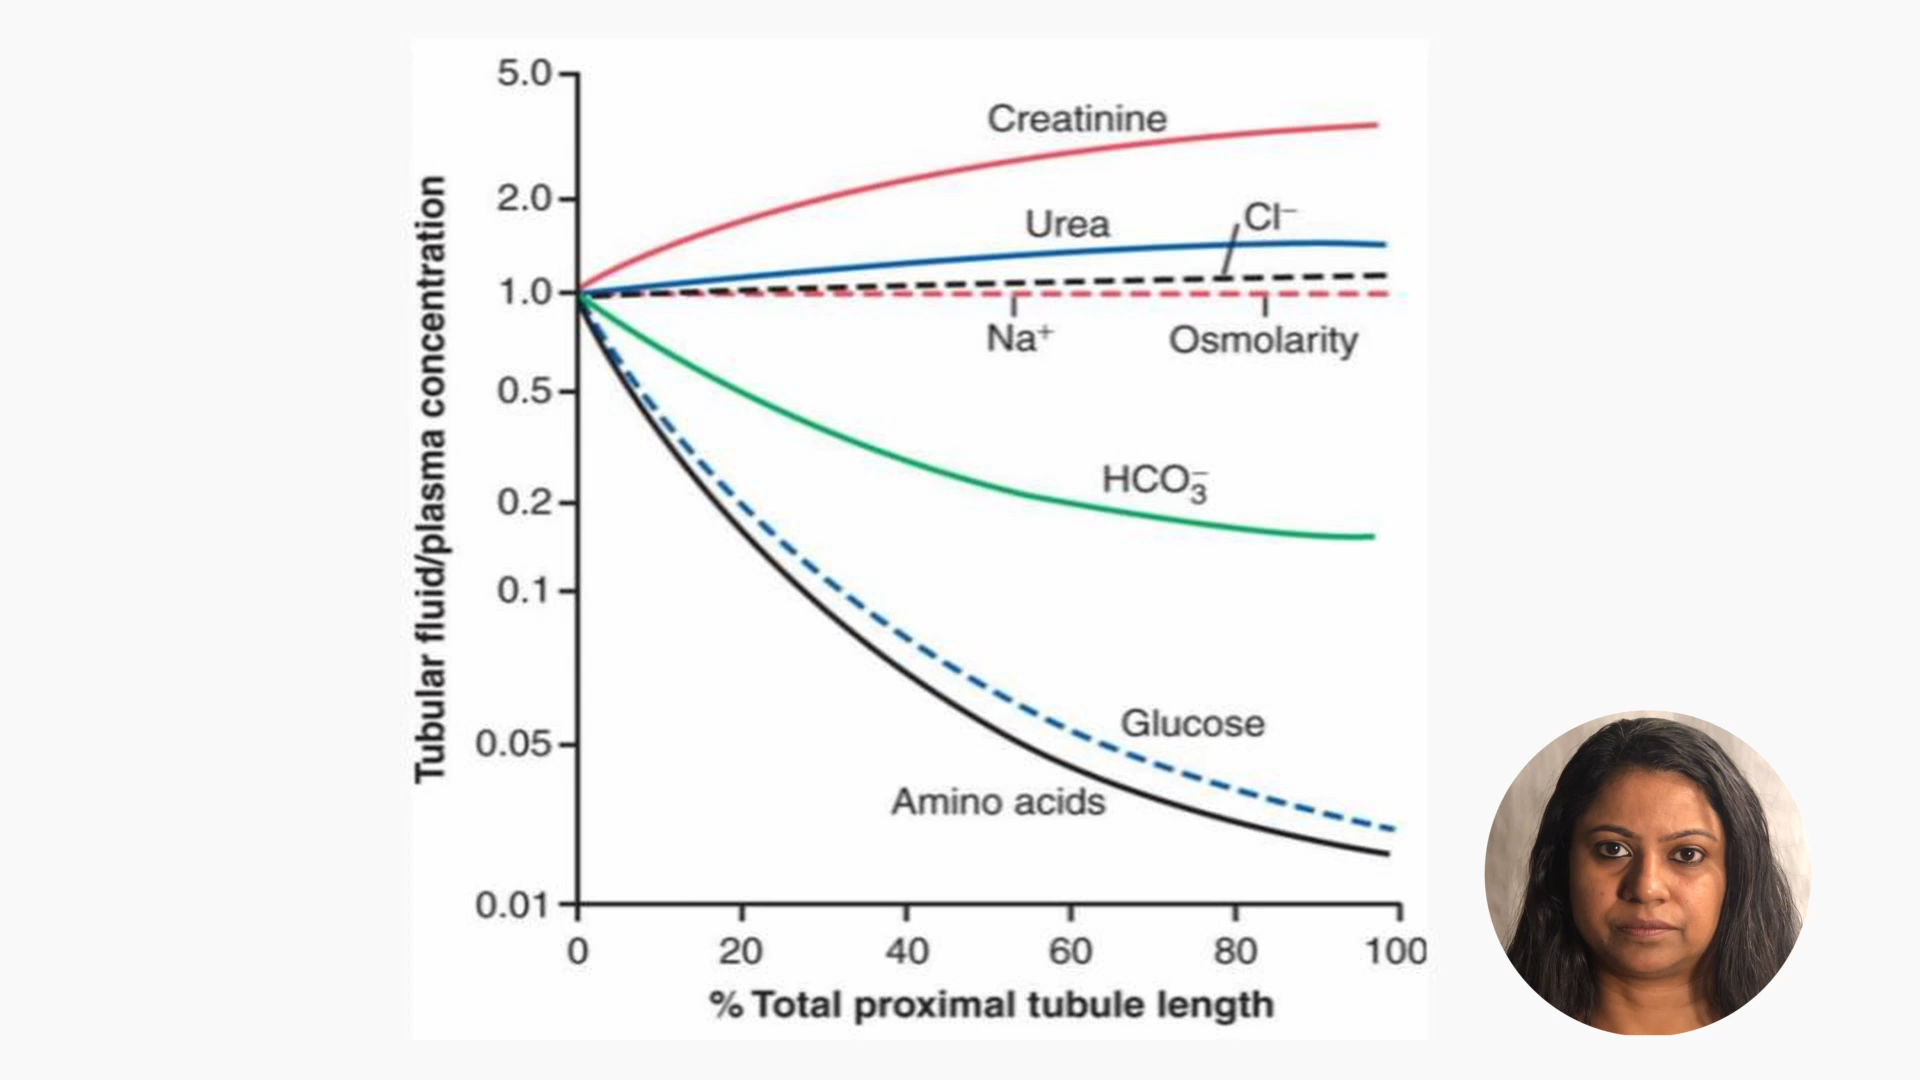 5.0
Creatinine
2.0
Urea
Cl⁻
1.0
Na⁺
Osmolarity
0.5
HCO₃⁻
0.2
0.1
Glucose
0.05
Amino acids
0.01
0 20 40 60 80 100
% Total proximal tubule length
Tubular fluid/plasma concentration